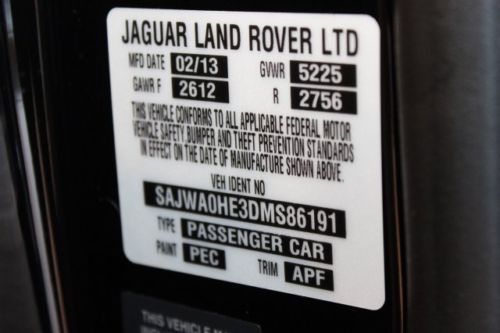 JAGUAR LAND ROVER LTD
MFD DATE 02/13 GVWR 5225
GAWR F 2612 R 2756
THIS VEHICLE CONFORMS TO ALL APPLICABLE FEDERAL MOTOR
VEHICLE SAFETY BUMPER AND THEFT PREVENTION STANDARDS
IN EFFECT ON THE DATE OF MANUFACTURE SHOWN ABOVE.
VEH IDENT NO
SAJWA0HE3DMS86191
TYPE PASSENGER CAR
PAINT PEC TRIM APF
THIS VEHICLE